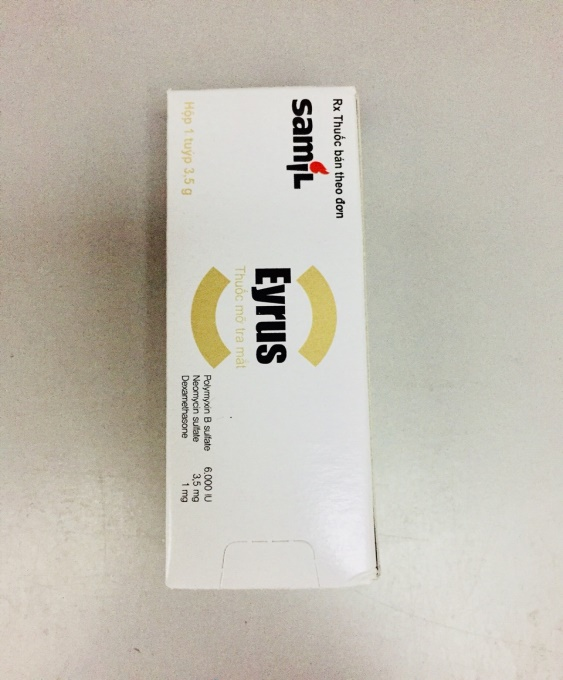 Rx Thuốc bán theo đơn
samiL
Hộp 1 tuýp 3,5 g
Eyrus
Thuốc mỡ tra mắt
Polymyxin B sulfate 6.000 IU
Neomycin sulfate 3,5 mg
Dexamethasone 1 mg